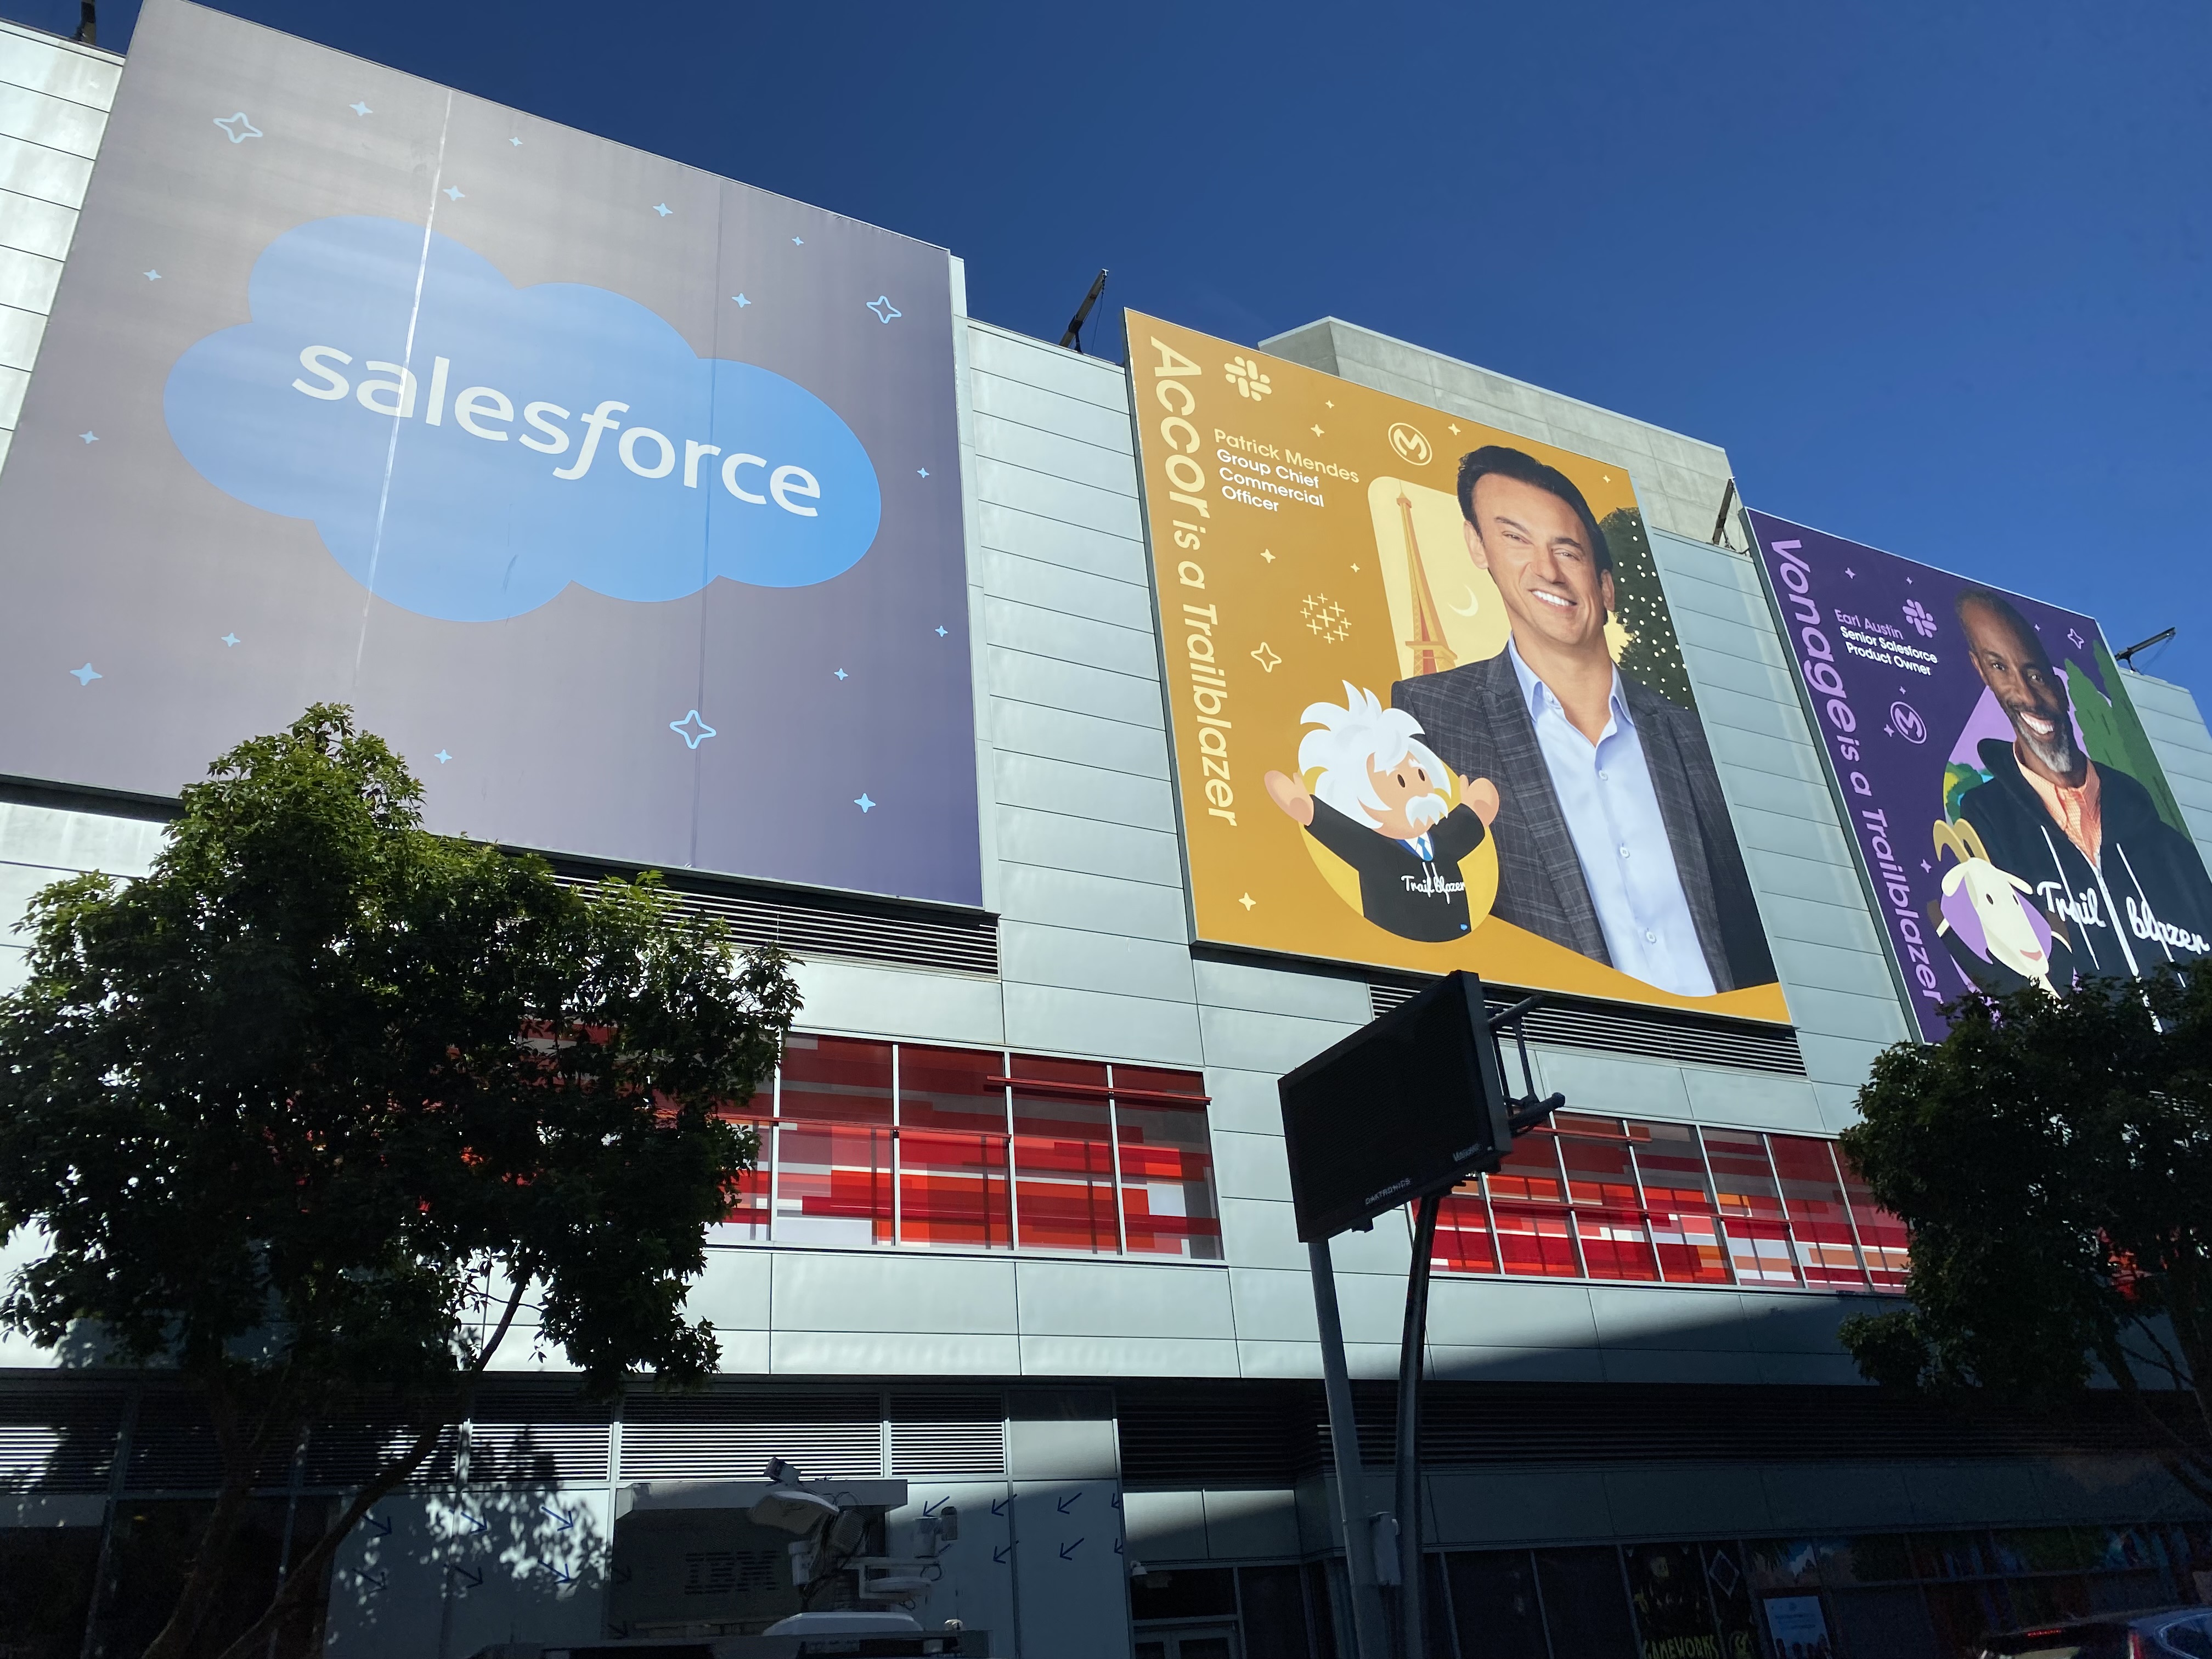 salesforce
Accor is a Trailblazer
Patrick Mendes
Group Chief
Commercial
Officer
Trailblazer
Vonage is a Trailblazer
Earl Austin
Senior Salesforce
Product Owner
Trail blazer
DAKTRONICS
IBM
GAMEWORKS